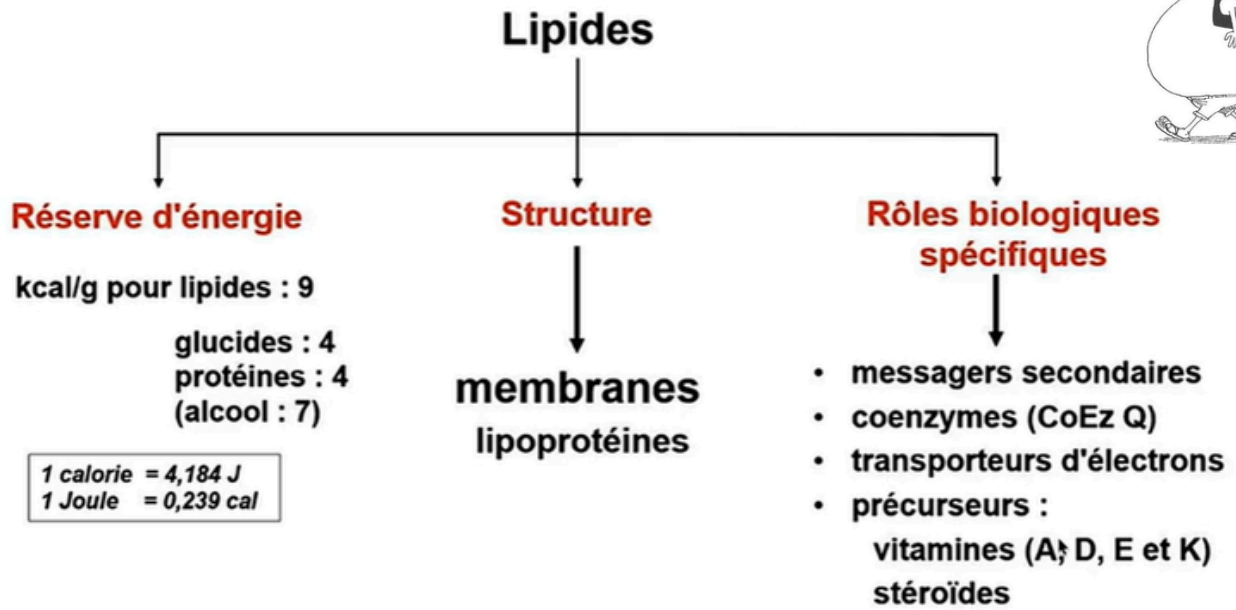 Lipides
Réserve d'énergie
kcal/g pour lipides : 9
glucides : 4
protéines : 4
(alcool : 7)
1 calorie = 4,184 J
1 Joule = 0,239 cal
Structure
membranes
lipoprotéines
Rôles biologiques
spécifiques
• messagers secondaires
• coenzymes (CoEz Q)
• transporteurs d'électrons
• précurseurs :
vitamines (A, D, E et K)
stéroïdes